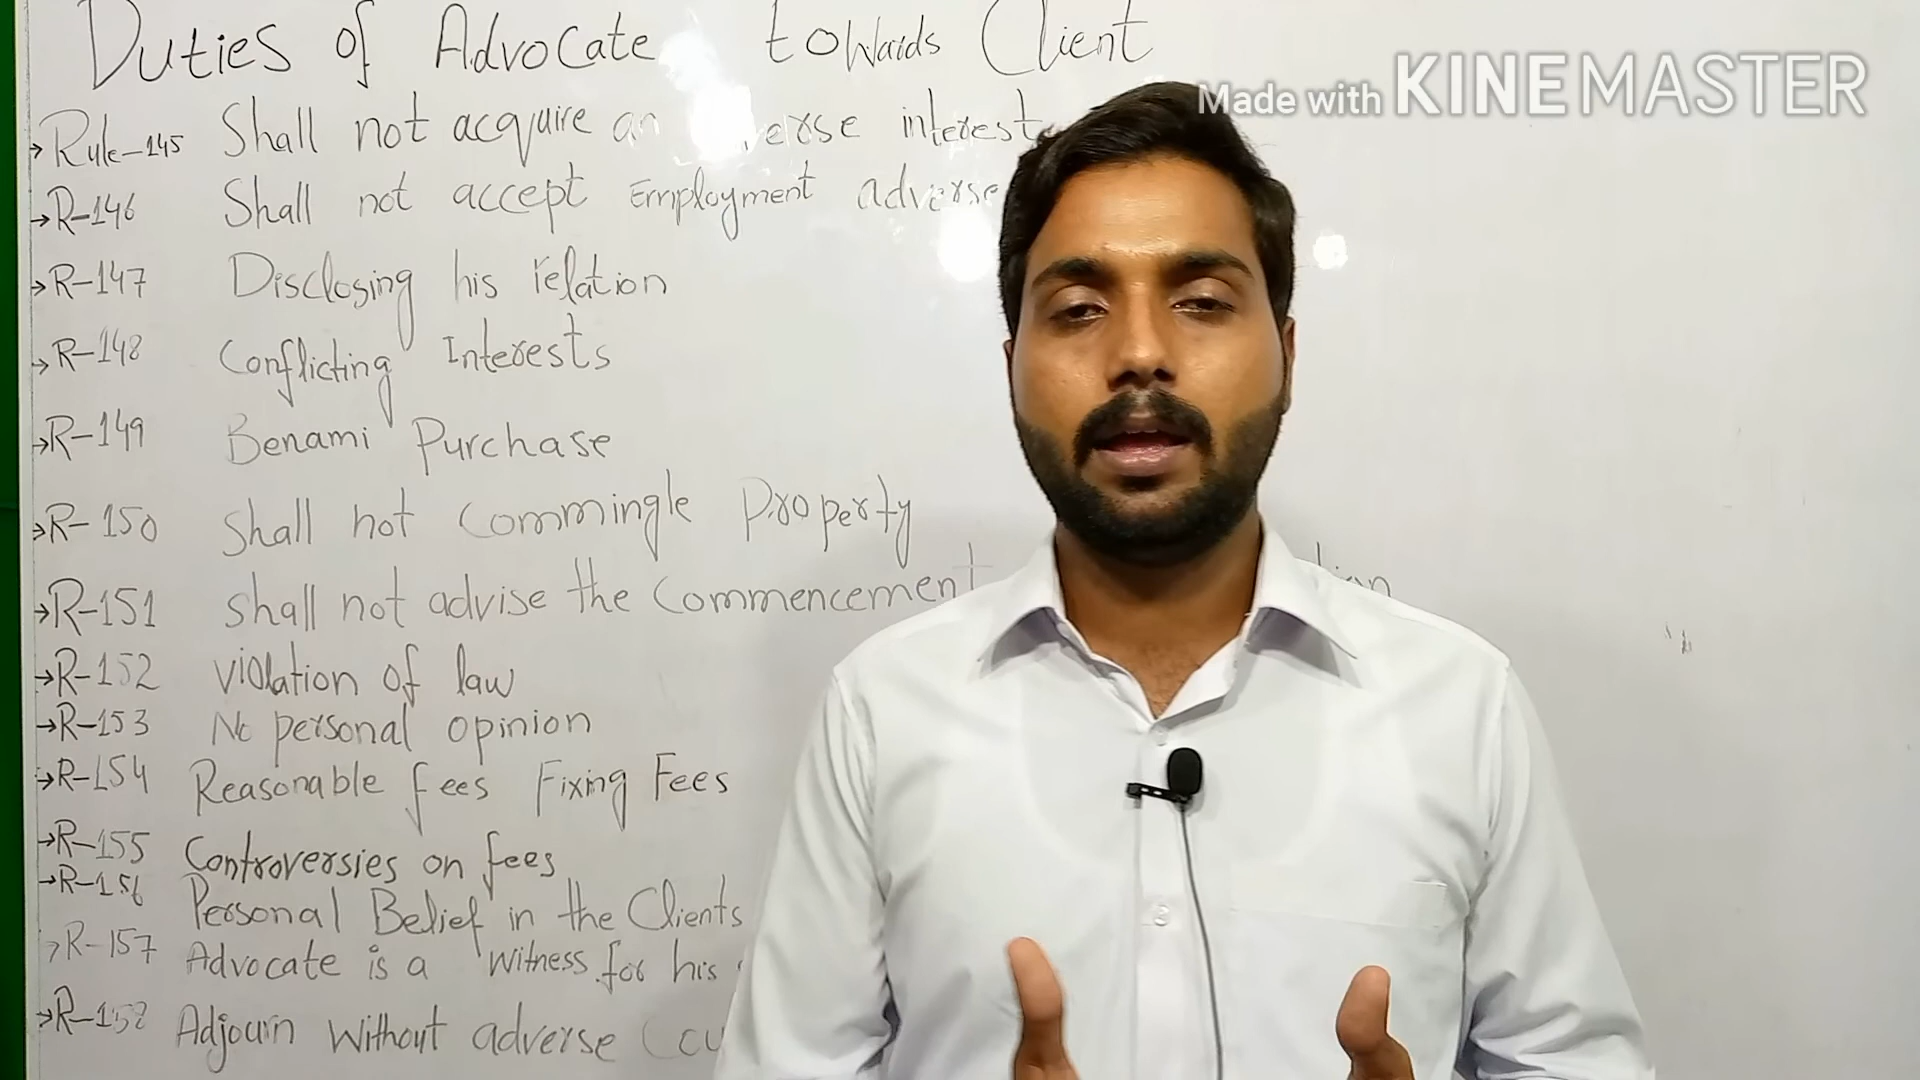 Duties of Advocate towards Client
Made with KINEMASTER
→ Rule-145 Shall not acquire an interest
→ R-146 Shall not accept Employment adverse
→ R-147 Disclosing his relation
→ R-148 Conflicting Interests
→ R-149 Benami Purchase
→ R-150 Shall not Commingle Property
→ R-151 shall not advise the Commencement
→ R-152 violation of law
→ R-153 No personal opinion
→ R-154 Reasonable fees Fixing Fees
→ R-155 Controversies on fees
→ R-156 Personal Belief in the Clients
→ R-157 Advocate is a Witness for his
→ R-158 Adjourn Without adverse